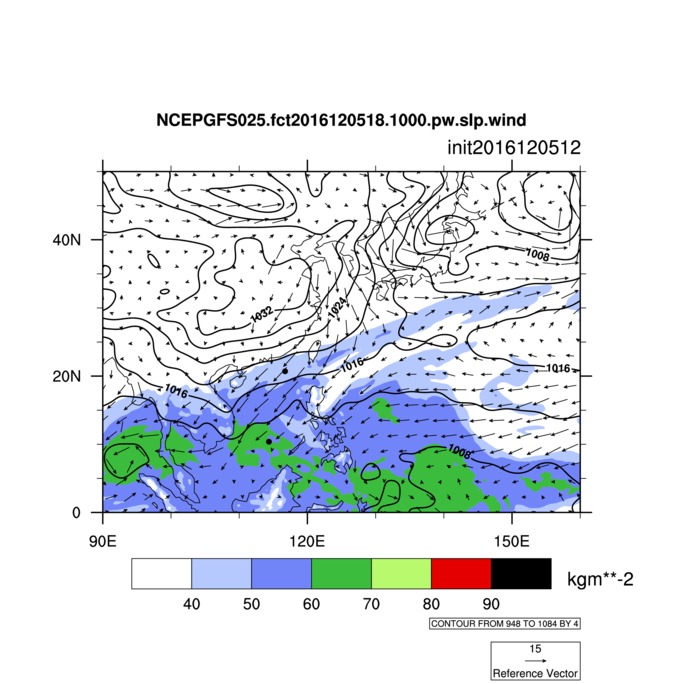 NCEPGFS025.fct2016120518.1000.pw.slp.wind
init2016120512
40N
20N
0
1008
1032
1024
1016
1016
1016
1008
90E
120E
150E
40
50
60
70
80
90
kgm**-2
CONTOUR FROM 948 TO 1084 BY 4
15
Reference Vector